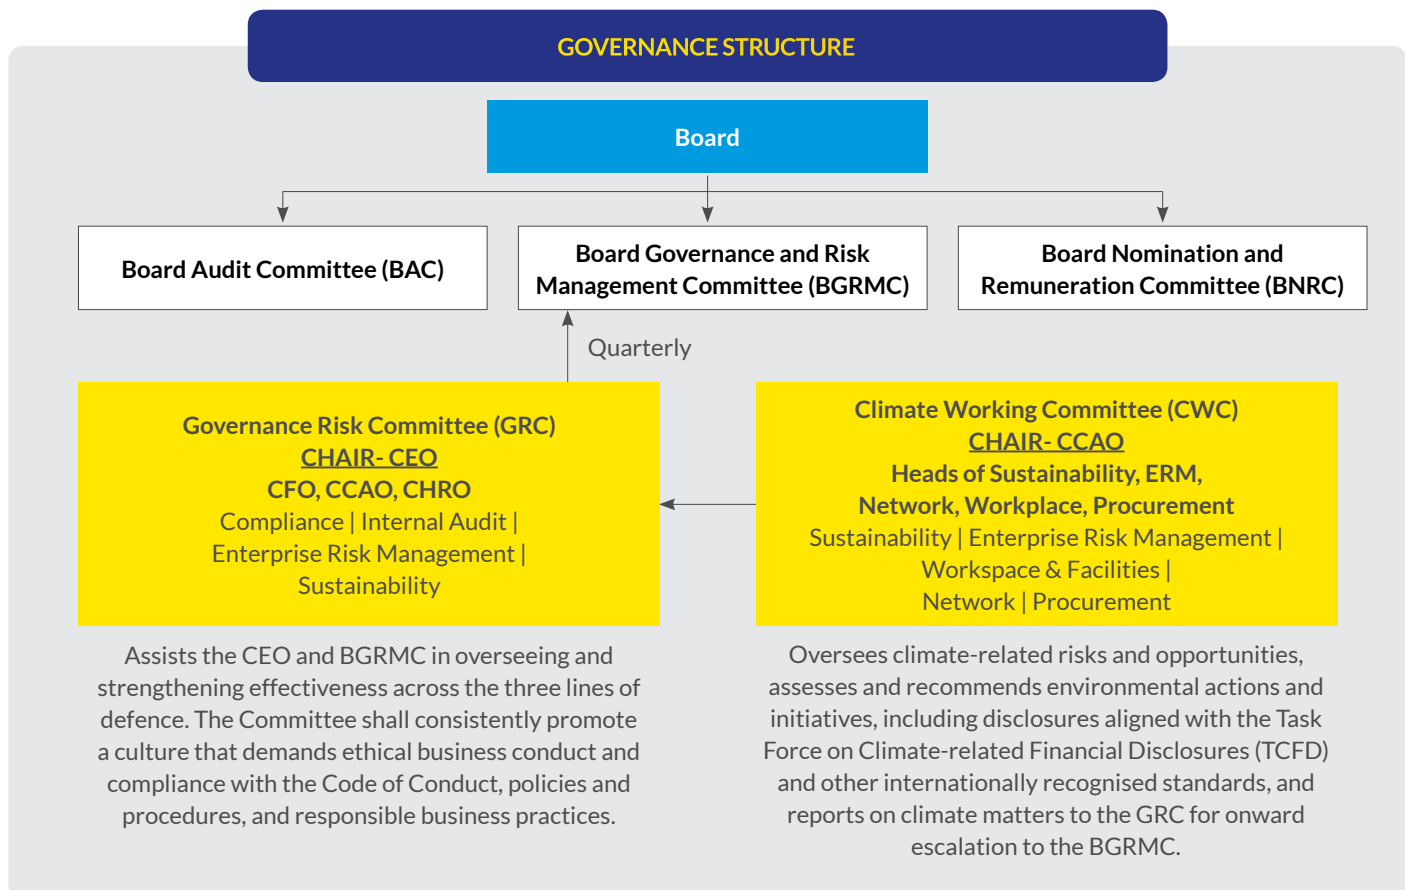 GOVERNANCE STRUCTURE
Board
Board Audit Committee (BAC)
Board Governance and Risk
Management Committee (BGRMC)
Board Nomination and
Remuneration Committee (BNRC)
Quarterly
Governance Risk Committee (GRC)
CHAIR- CEO
CFO, CCAO, CHRO
Compliance | Internal Audit |
Enterprise Risk Management |
Sustainability
Assists the CEO and BGRMC in overseeing and
strengthening effectiveness across the three lines of
defence. The Committee shall consistently promote
a culture that demands ethical business conduct and
compliance with the Code of Conduct, policies and
procedures, and responsible business practices.
Climate Working Committee (CWC)
CHAIR- CCAO
Heads of Sustainability, ERM,
Network, Workplace, Procurement
Sustainability | Enterprise Risk Management |
Workspace & Facilities |
Network | Procurement
Oversees climate-related risks and opportunities,
assesses and recommends environmental actions and
initiatives, including disclosures aligned with the Task
Force on Climate-related Financial Disclosures (TCFD)
and other internationally recognised standards, and
reports on climate matters to the GRC for onward
escalation to the BGRMC.